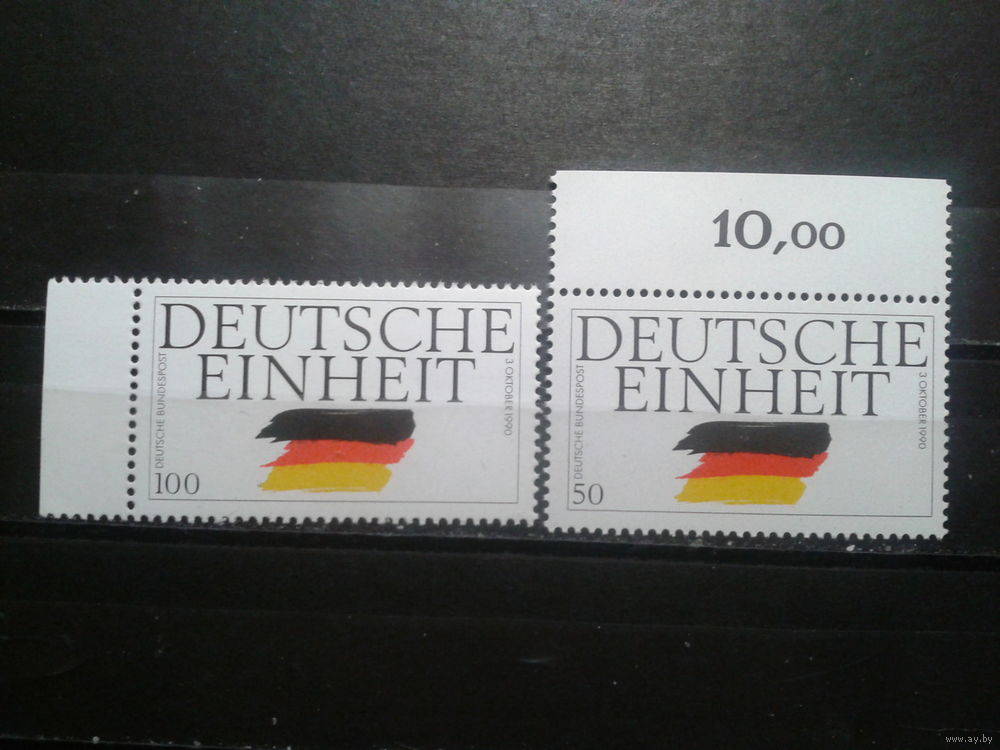 DEUTSCHE
EINHEIT
DEUTSCHE BUNDESPOST
3 OKTOBER 1990
100
10,00
DEUTSCHE
EINHEIT
DEUTSCHE BUNDESPOST
3 OKTOBER 1990
50
www.ay.by